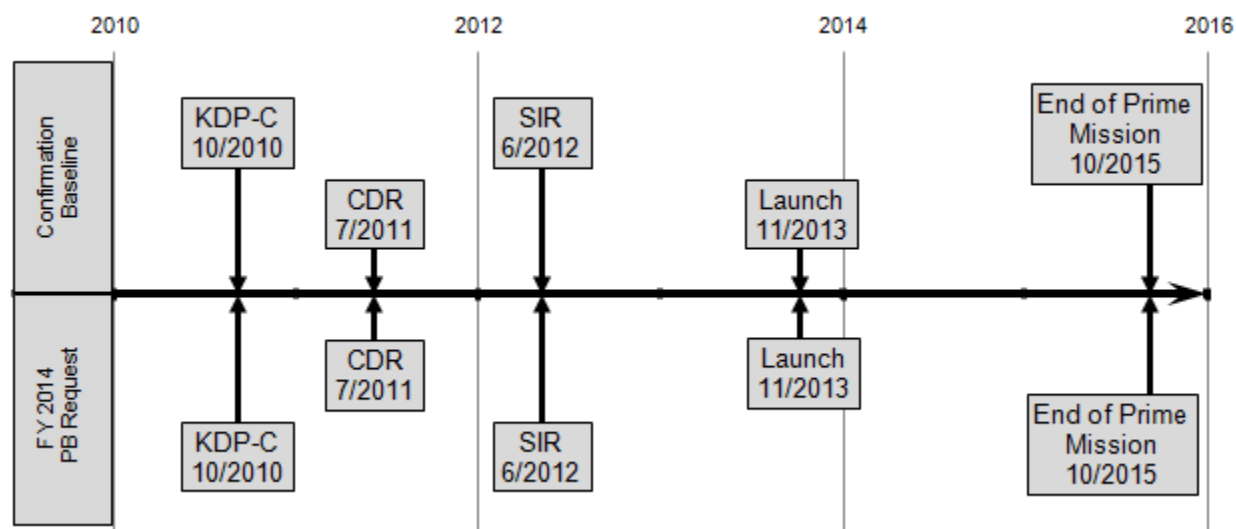 2010
2012
2014
2016
Confirmation
Baseline
KDP-C
10/2010
CDR
7/2011
SIR
6/2012
Launch
11/2013
End of Prime
Mission
10/2015
FY 2014
PB Request
KDP-C
10/2010
CDR
7/2011
SIR
6/2012
Launch
11/2013
End of Prime
Mission
10/2015